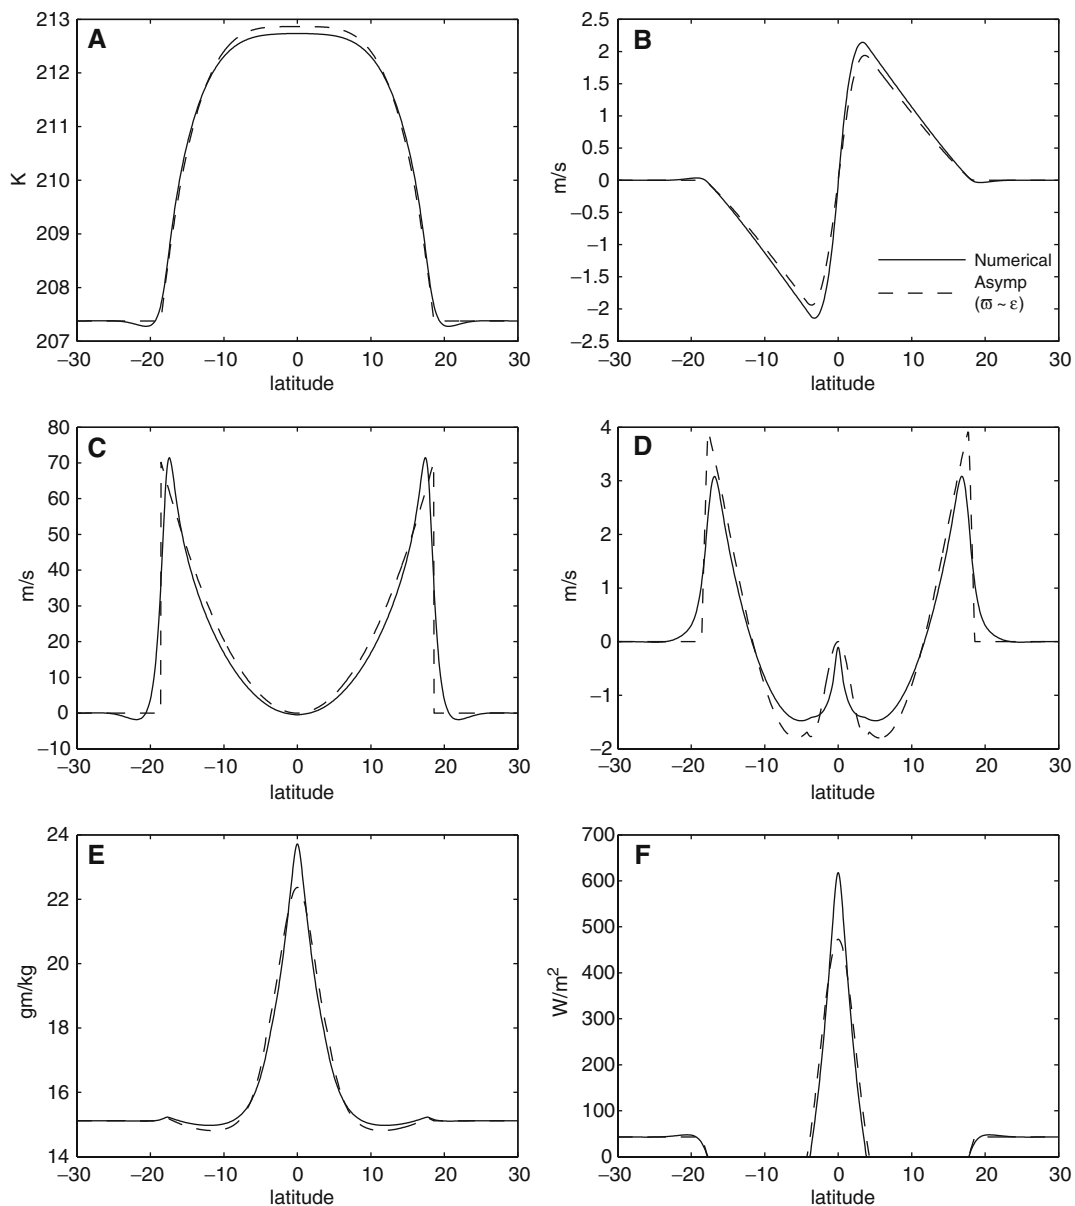 A
213
212
211
210
209
208
207
K
−30 −20 −10 0 10 20 30
latitude
B
2.5
2
1.5
1
0.5
0
−0.5
−1
−1.5
−2
−2.5
m/s
Numerical
Asymp
(ϖ ~ ε)
−30 −20 −10 0 10 20 30
latitude
C
80
70
60
50
40
30
20
10
0
−10
m/s
−30 −20 −10 0 10 20 30
latitude
D
4
3
2
1
0
−1
−2
m/s
−30 −20 −10 0 10 20 30
latitude
E
24
22
20
18
16
14
gm/kg
−30 −20 −10 0 10 20 30
latitude
F
700
600
500
400
300
200
100
0
W/m²
−30 −20 −10 0 10 20 30
latitude